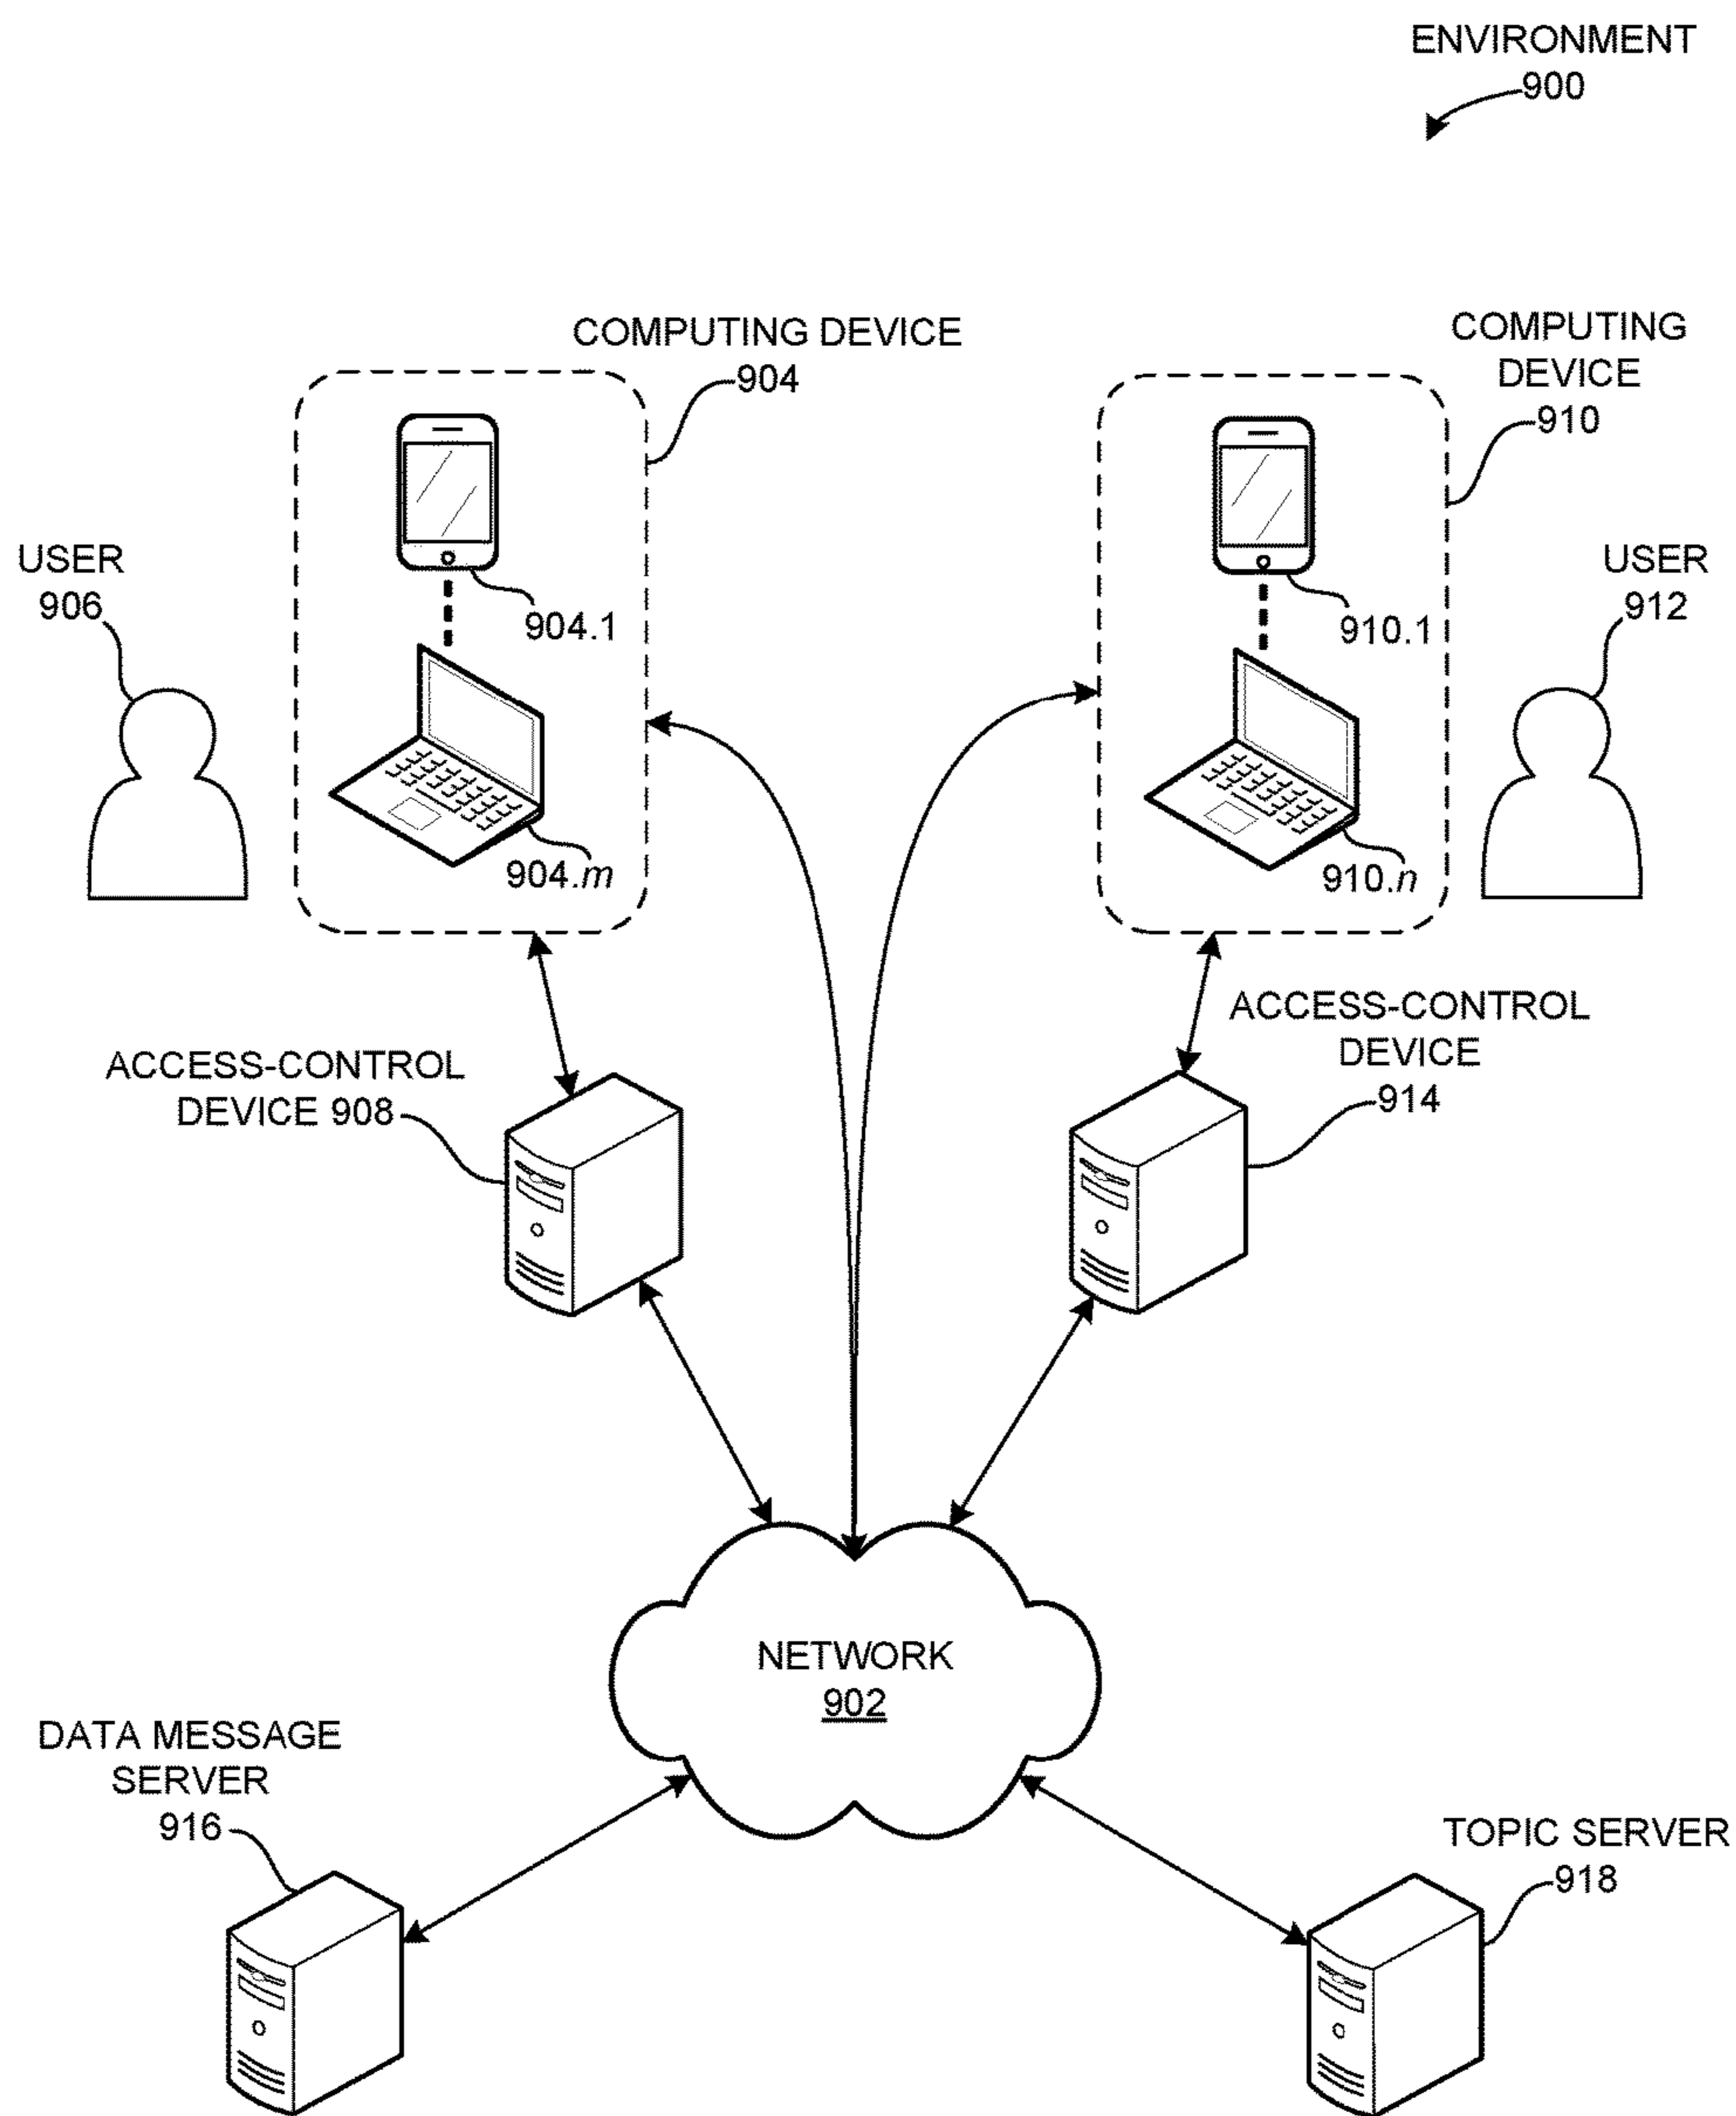 ENVIRONMENT
900
COMPUTING DEVICE
904
COMPUTING
DEVICE
910
USER
906
904.1
910.1
USER
912
904.m
910.n
ACCESS-CONTROL
DEVICE 908
ACCESS-CONTROL
DEVICE
914
NETWORK
902
DATA MESSAGE
SERVER
916
TOPIC SERVER
918